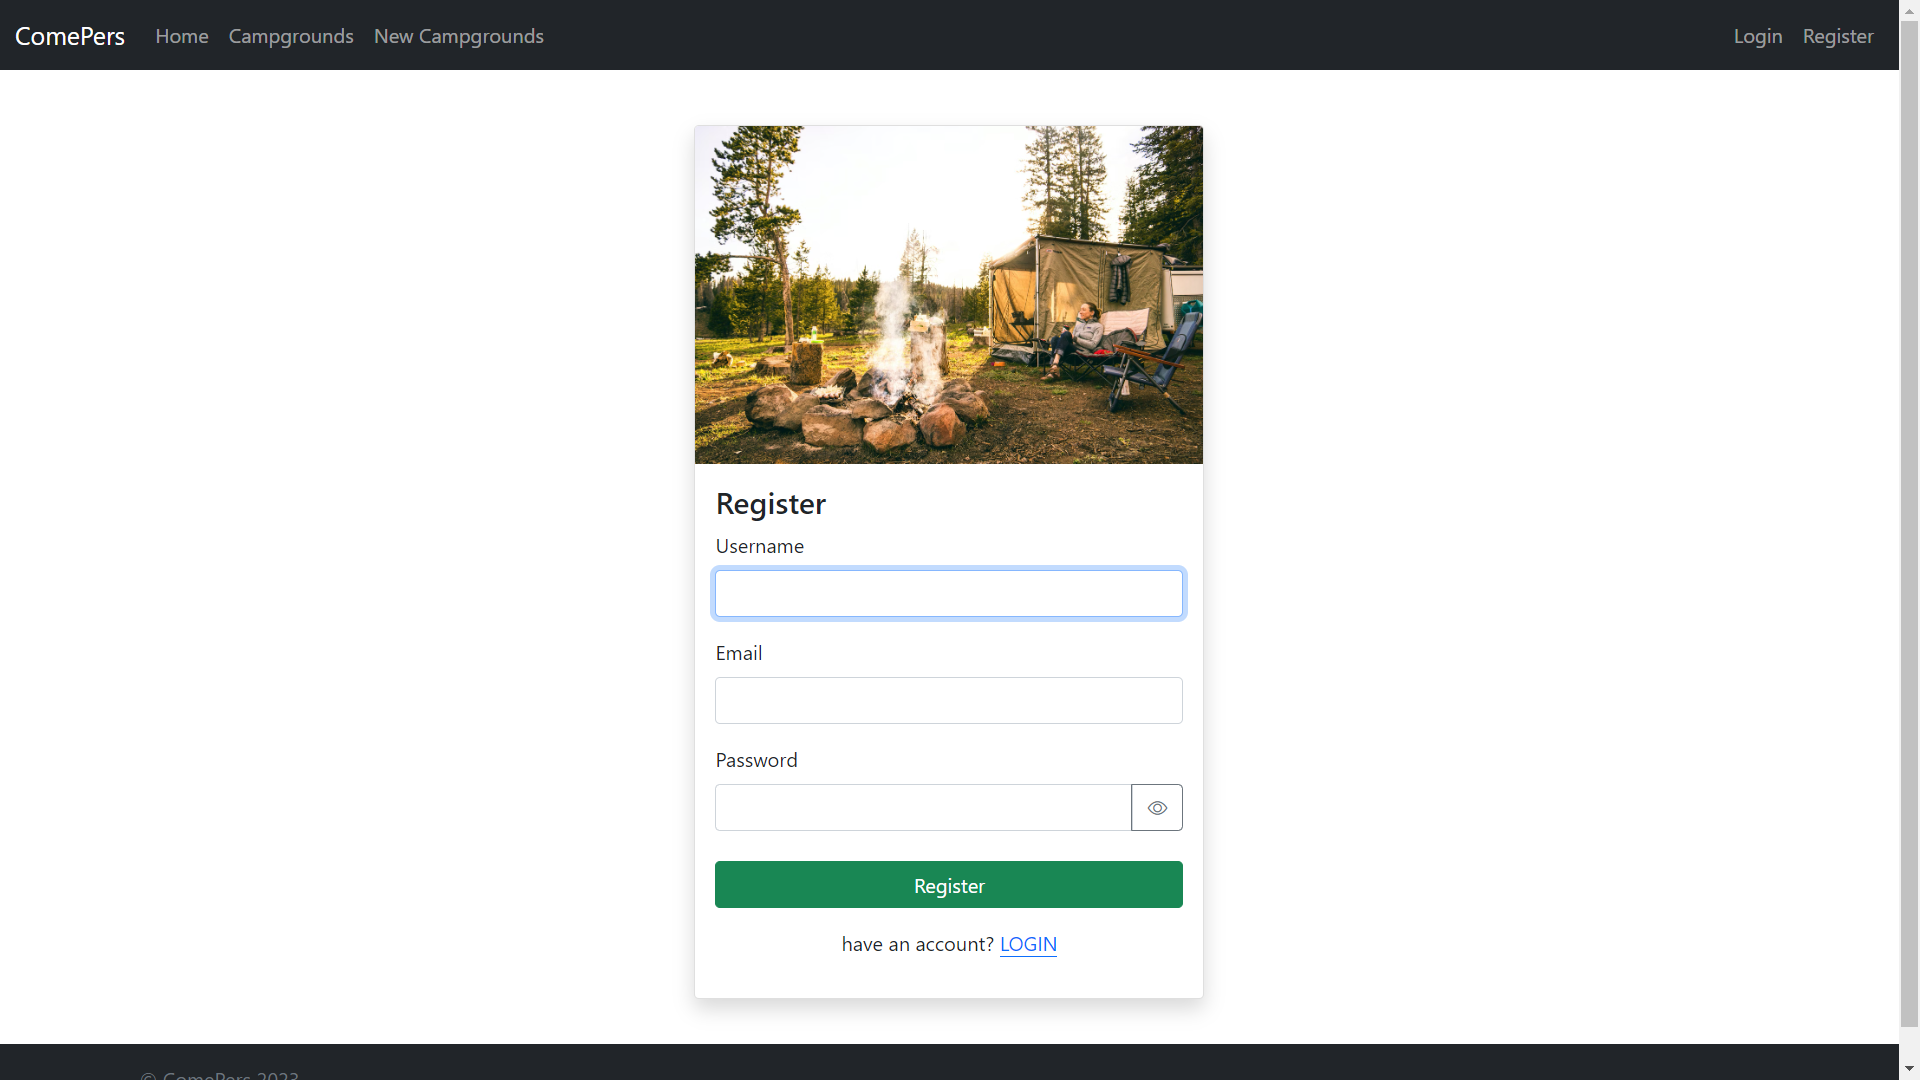 ComePers Home Campgrounds New Campgrounds Login Register
Register
Username
Email
Password
Register
have an account? LOGIN
© ComePers 2023